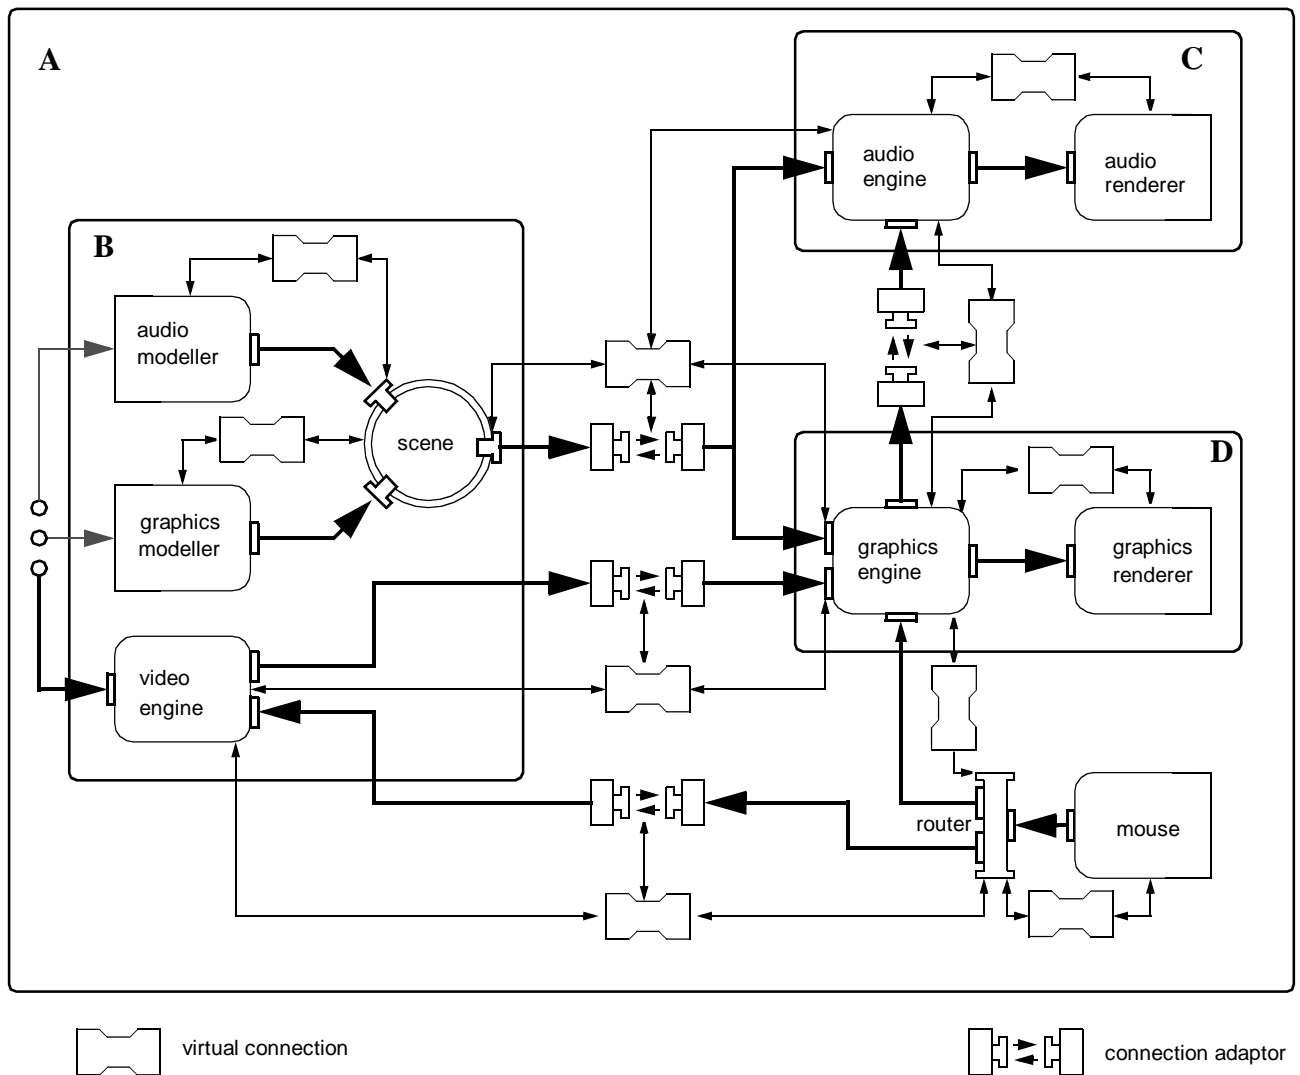 A
C
audio
engine
audio
renderer
B
audio
modeller
scene
D
graphics
modeller
graphics
engine
graphics
renderer
video
engine
router
mouse
virtual connection
connection adaptor